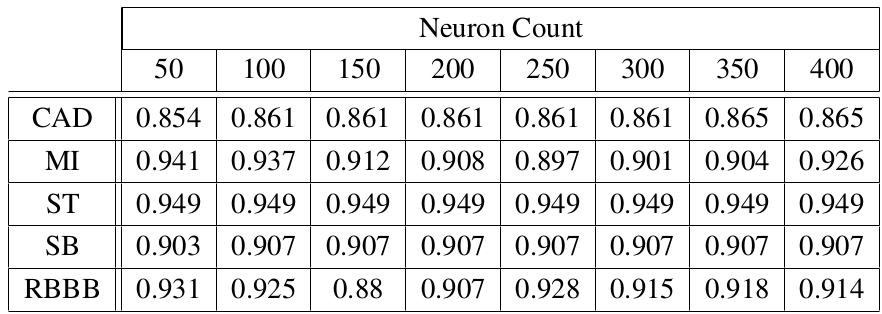 Neuron Count
50 100 150 200 250 300 350 400
CAD 0.854 0.861 0.861 0.861 0.861 0.861 0.865 0.865
MI 0.941 0.937 0.912 0.908 0.897 0.901 0.904 0.926
ST 0.949 0.949 0.949 0.949 0.949 0.949 0.949 0.949
SB 0.903 0.907 0.907 0.907 0.907 0.907 0.907 0.907
RBBB 0.931 0.925 0.88 0.907 0.928 0.915 0.918 0.914